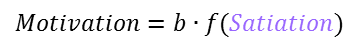 Motivation = b · f(Satiation)